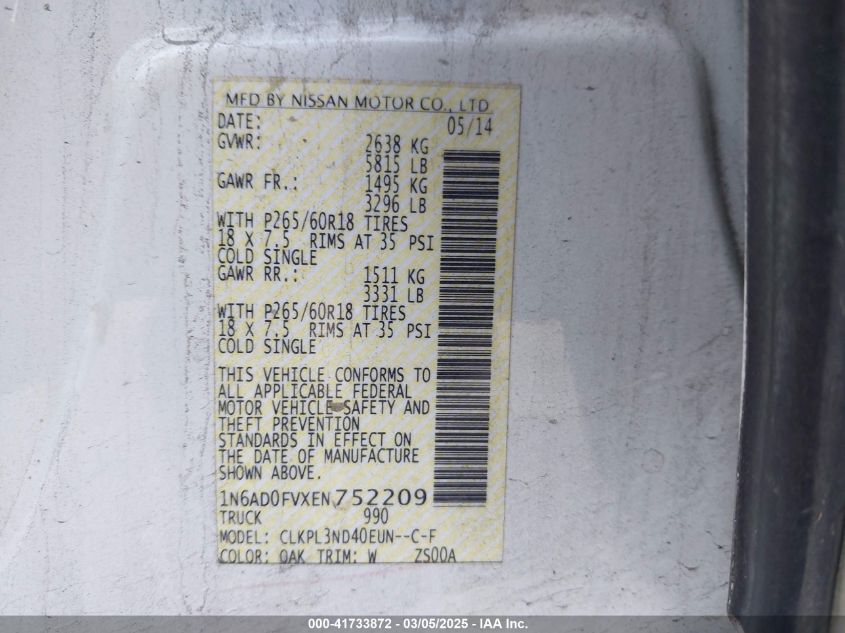 MFD BY NISSAN MOTOR CO., LTD
DATE: 05/14
GVWR: 2638 KG
5815 LB
GAWR FR.: 1495 KG
3296 LB
WITH P265/60R18 TIRES
18 X 7.5 RIMS AT 35 PSI
COLD SINGLE
GAWR RR.: 1511 KG
3331 LB
WITH P265/60R18 TIRES
18 X 7.5 RIMS AT 35 PSI
COLD SINGLE
THIS VEHICLE CONFORMS TO
ALL APPLICABLE FEDERAL
MOTOR VEHICLE SAFETY AND
THEFT PREVENTION
STANDARDS IN EFFECT ON
THE DATE OF MANUFACTURE
SHOWN ABOVE.
1N6AD0FVXEN752209
TRUCK 990
MODEL: CLKPL3ND40EUN--C-F
COLOR: QAK TRIM: W ZS00A
000-41733872 - 03/05/2025 - IAA Inc.